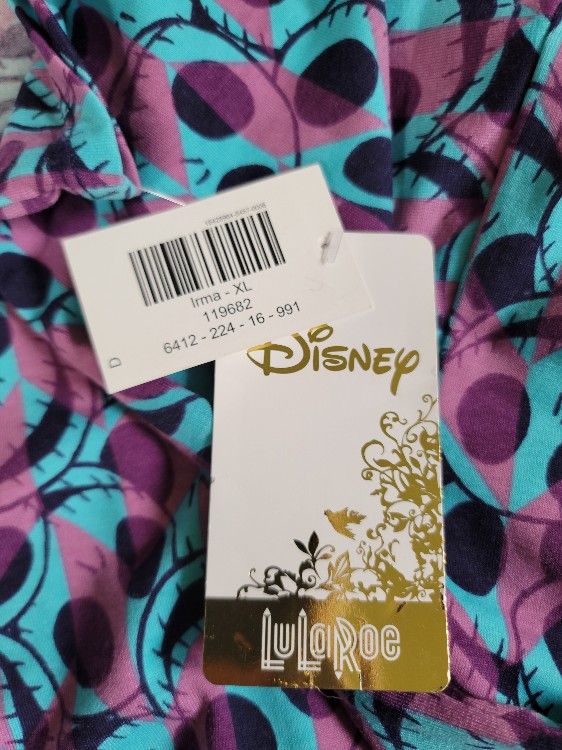 Irma - XL
119682
6412 - 224 - 16 - 991
D
Disney
LuLaRoe